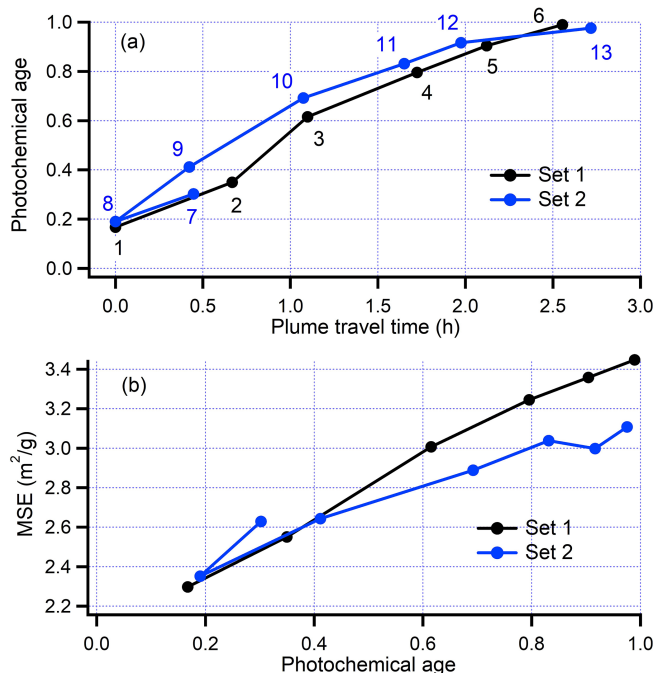 (a)
1.0
0.8
0.6
0.4
0.2
0.0
Photochemical age
1
2
3
4
5
6
7
8
9
10
11
12
13
Set 1
Set 2
0.0 0.5 1.0 1.5 2.0 2.5 3.0
Plume travel time (h)
(b)
3.4
3.2
3.0
2.8
2.6
2.4
2.2
MSE (m²/g)
Set 1
Set 2
0.0 0.2 0.4 0.6 0.8 1.0
Photochemical age